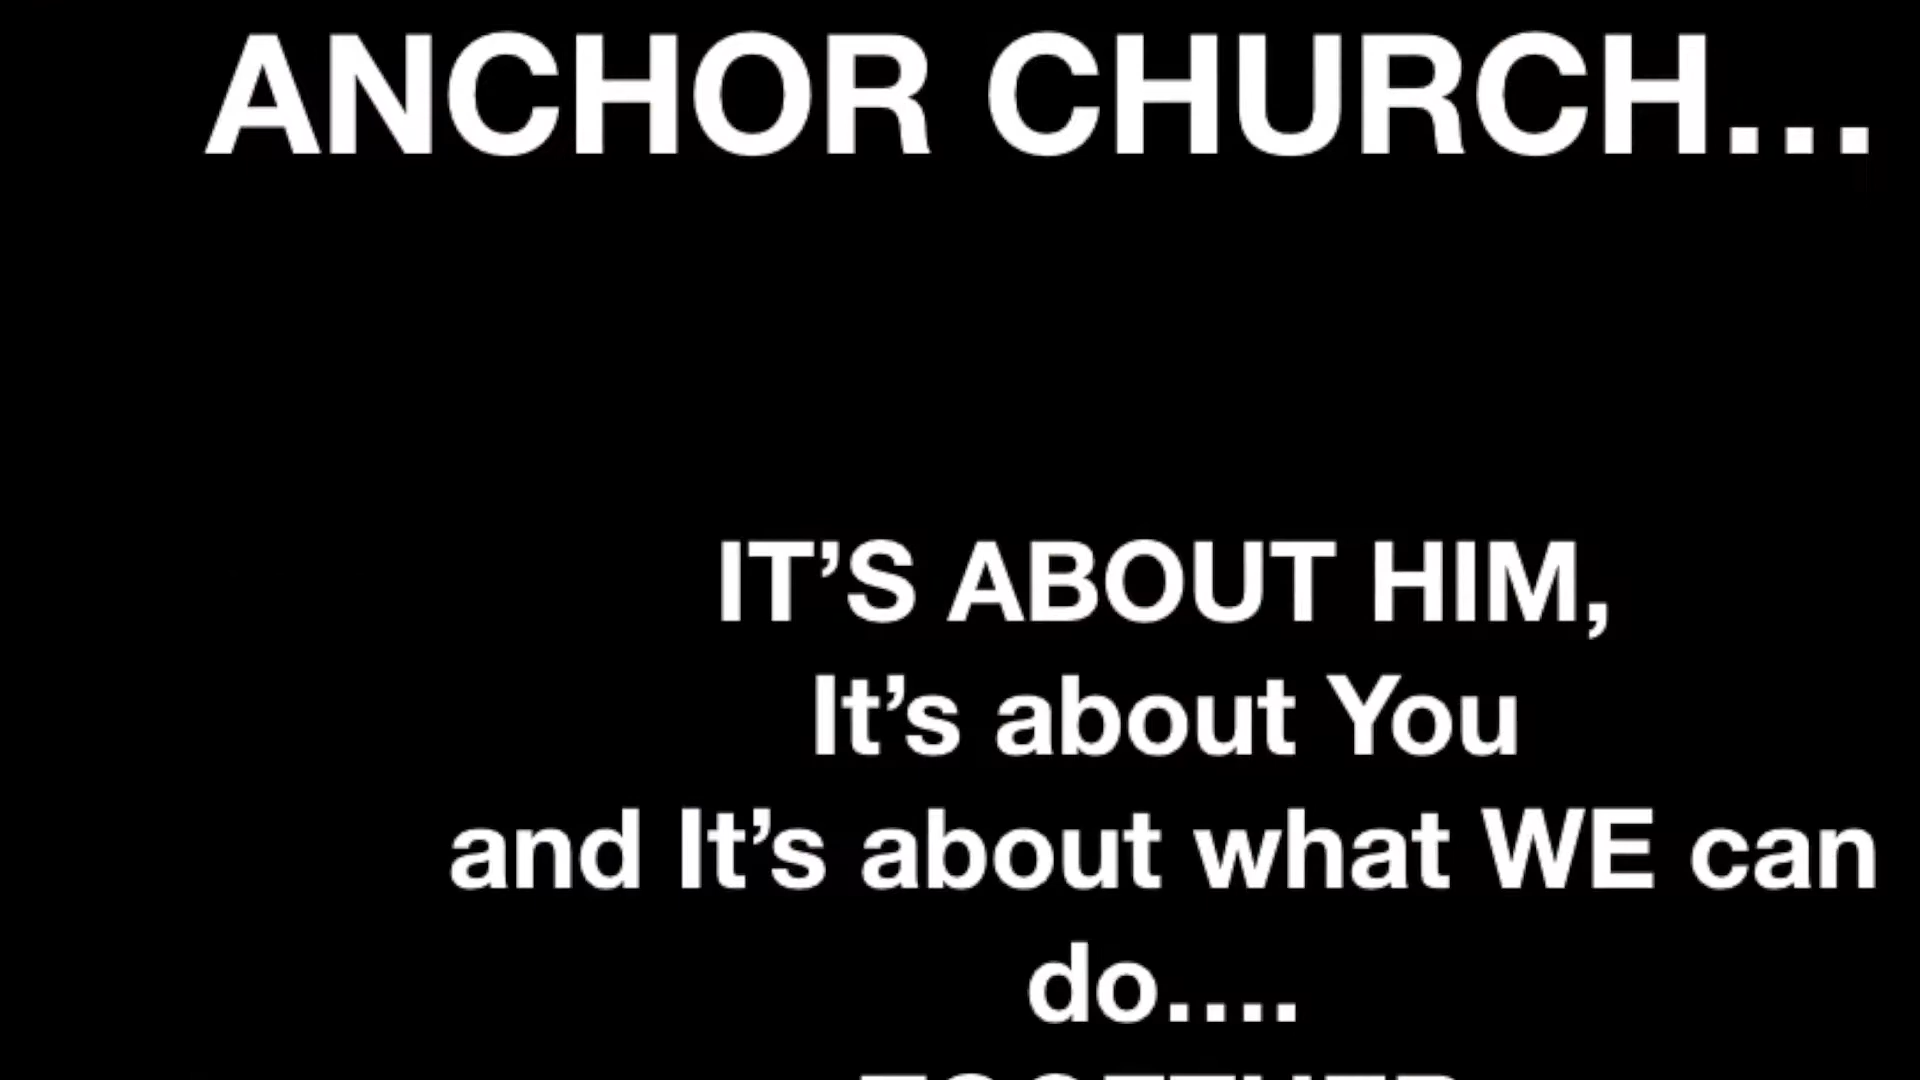 ANCHOR CHURCH...
IT’S ABOUT HIM,
It’s about You
and It’s about what WE can
do....